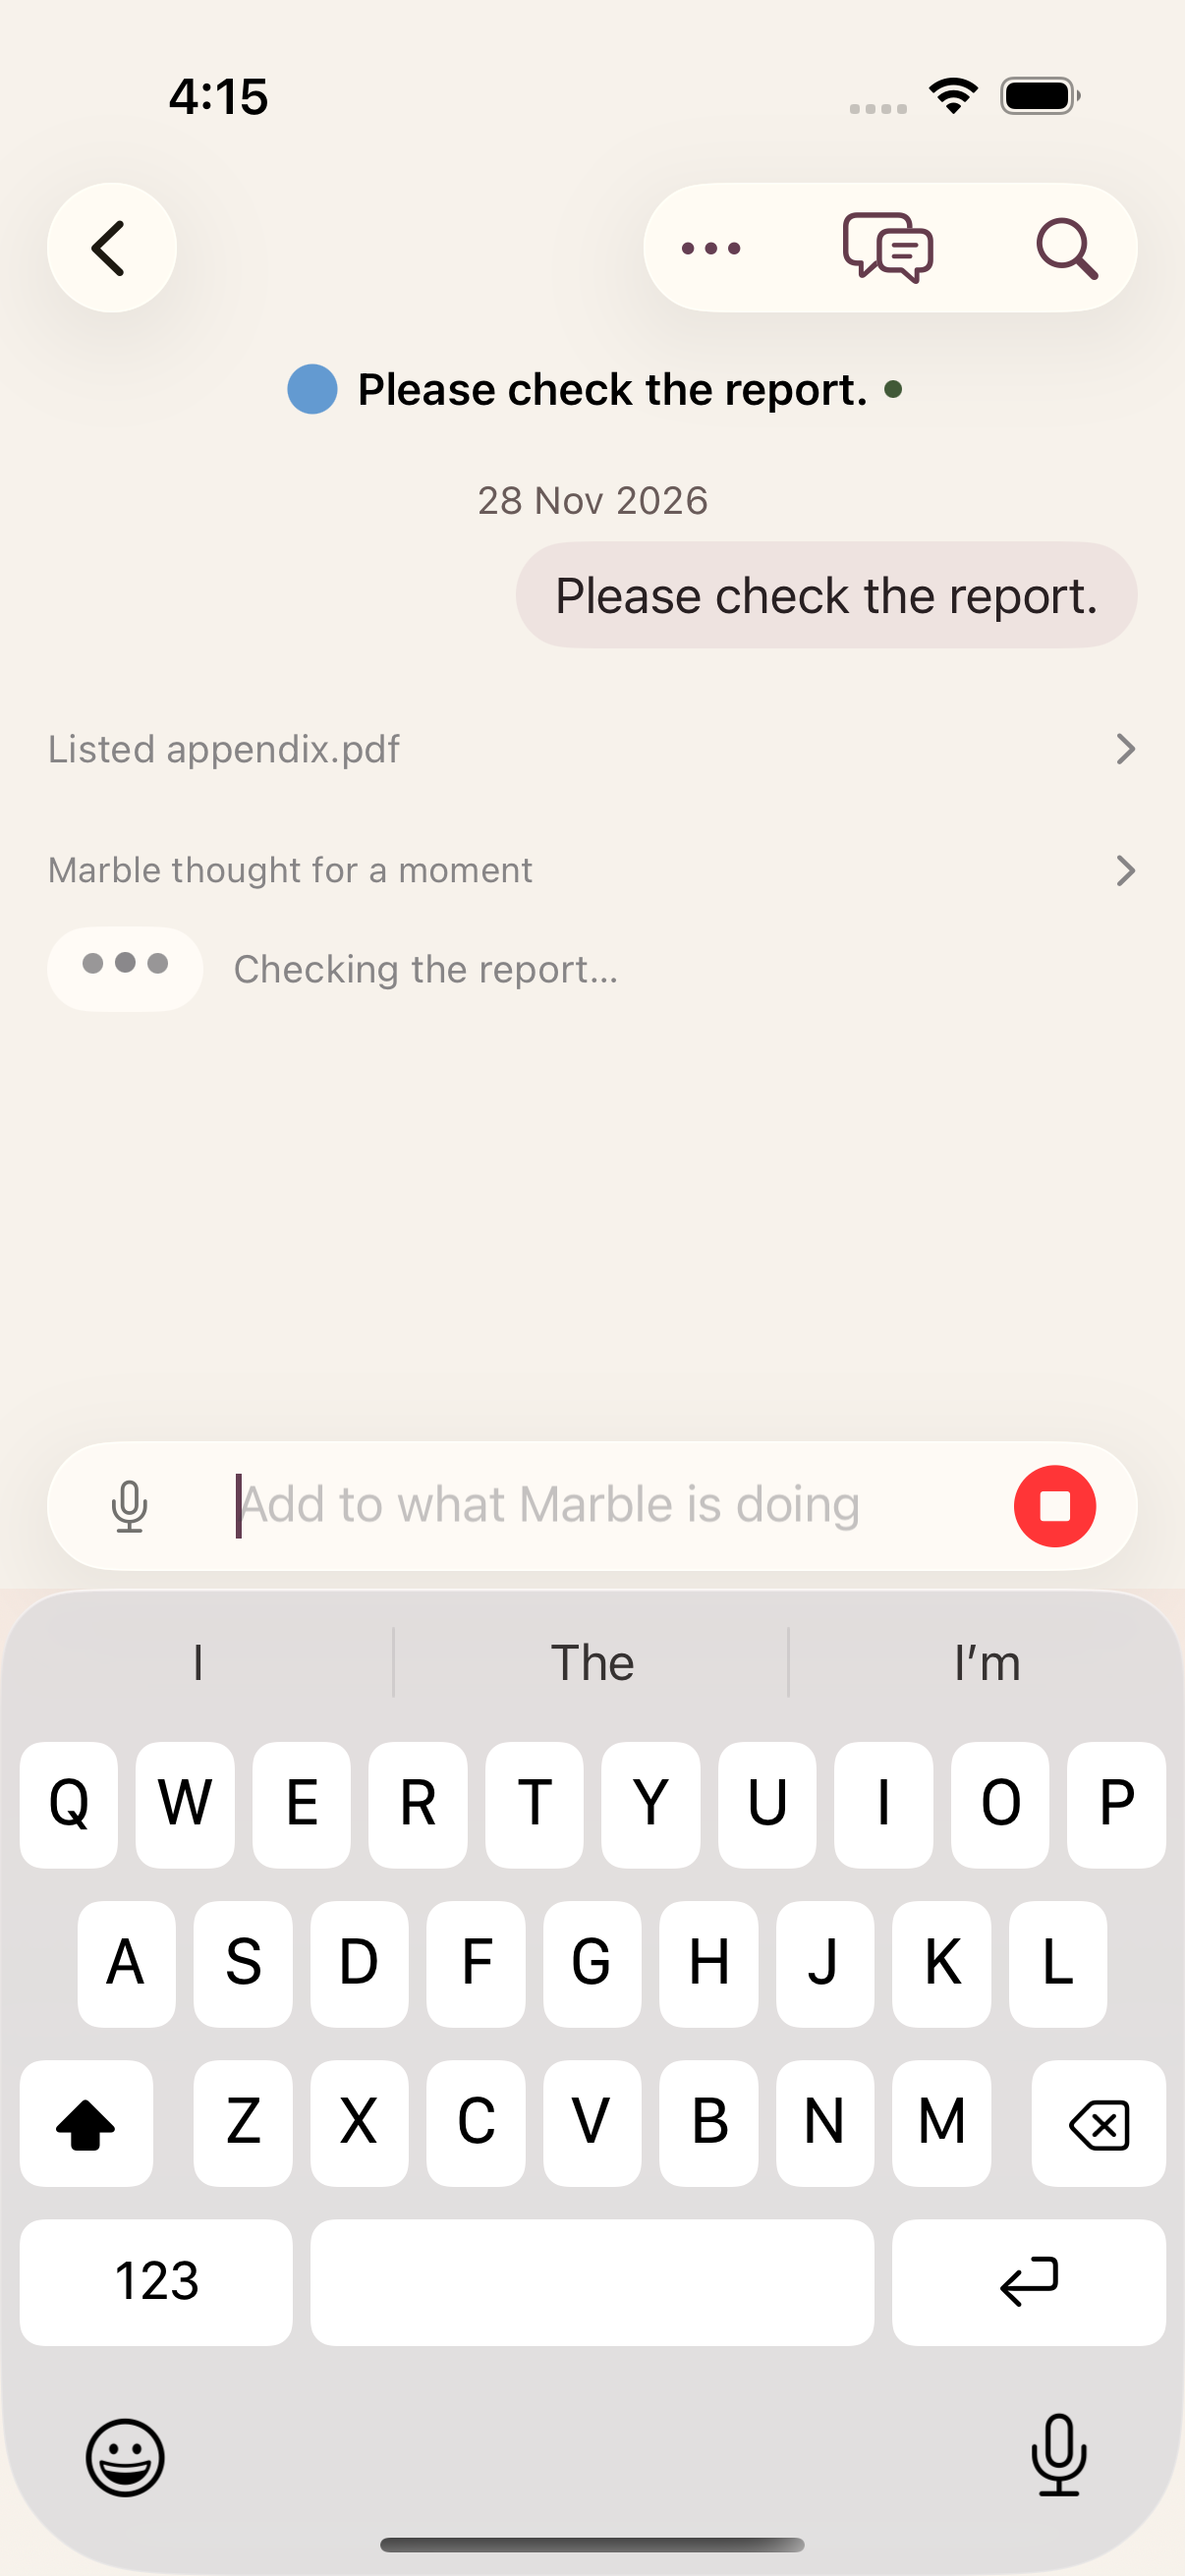 4:15
Please check the report.
28 Nov 2026
Please check the report.
Listed appendix.pdf
Marble thought for a moment
Checking the report...
Add to what Marble is doing
I The I’m
Q W E R T Y U I O P
A S D F G H J K L
Z X C V B N M
123